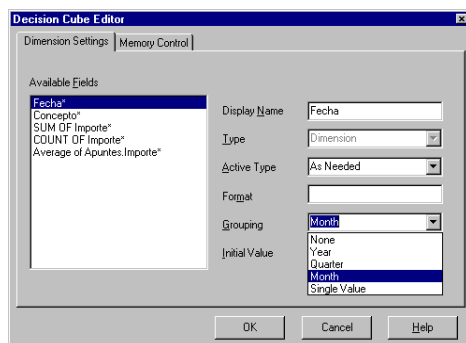 Decision Cube Editor
Dimension Settings
Memory Control
Available Fields
Fecha*
Concepto*
SUM OF Importe*
COUNT OF Importe*
Average of Apuntes.Importe*
Display Name
Fecha
Type
Dimension
Active Type
As Needed
Format
Grouping
Month
Initial Value
None
Year
Quarter
Month
Single Value
OK
Cancel
Help